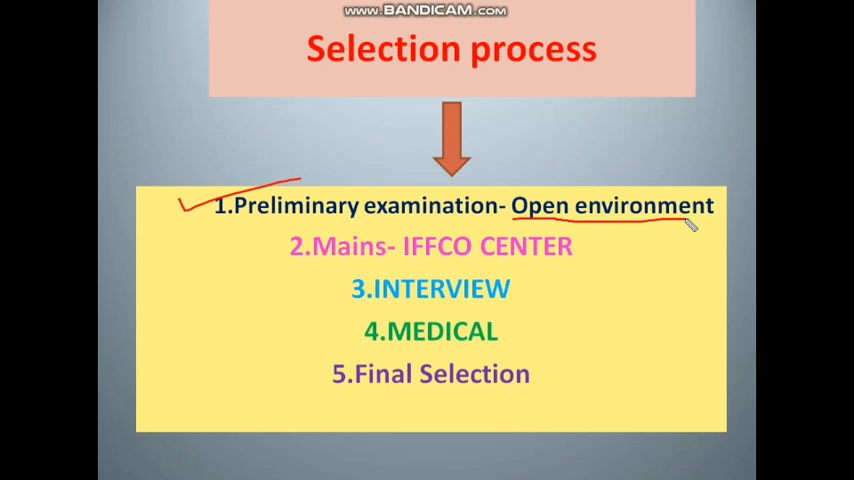 www.BANDICAM.com
Selection process
1.Preliminary examination- Open environment
2.Mains- IFFCO CENTER
3.INTERVIEW
4.MEDICAL
5.Final Selection